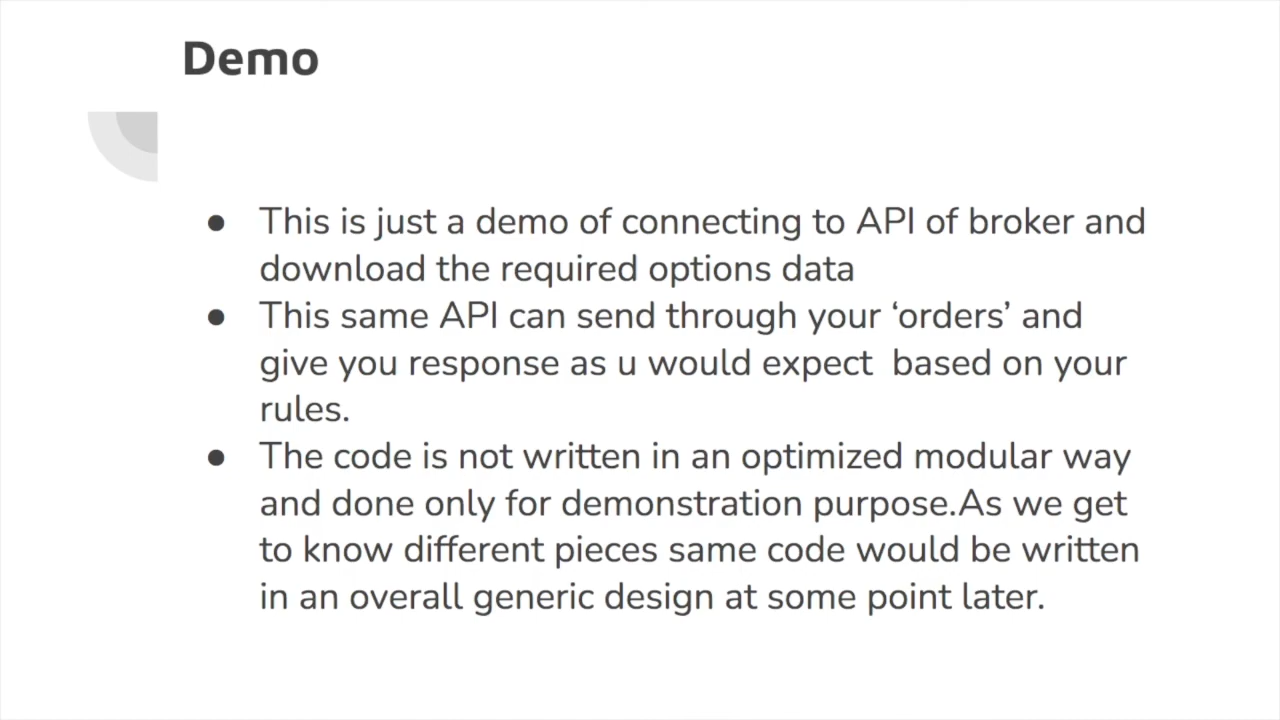 Demo
● This is just a demo of connecting to API of broker and
download the required options data
● This same API can send through your ‘orders’ and
give you response as u would expect  based on your
rules.
● The code is not written in an optimized modular way
and done only for demonstration purpose.As we get
to know different pieces same code would be written
in an overall generic design at some point later.